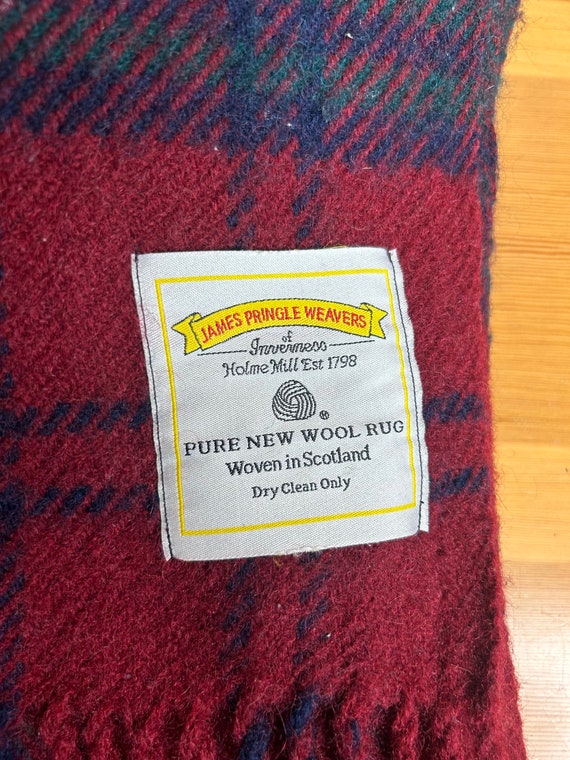 JAMES PRINGLE WEAVERS
of
Inverness
Holme Mill Est 1798
®
PURE NEW WOOL RUG
Woven in Scotland
Dry Clean Only